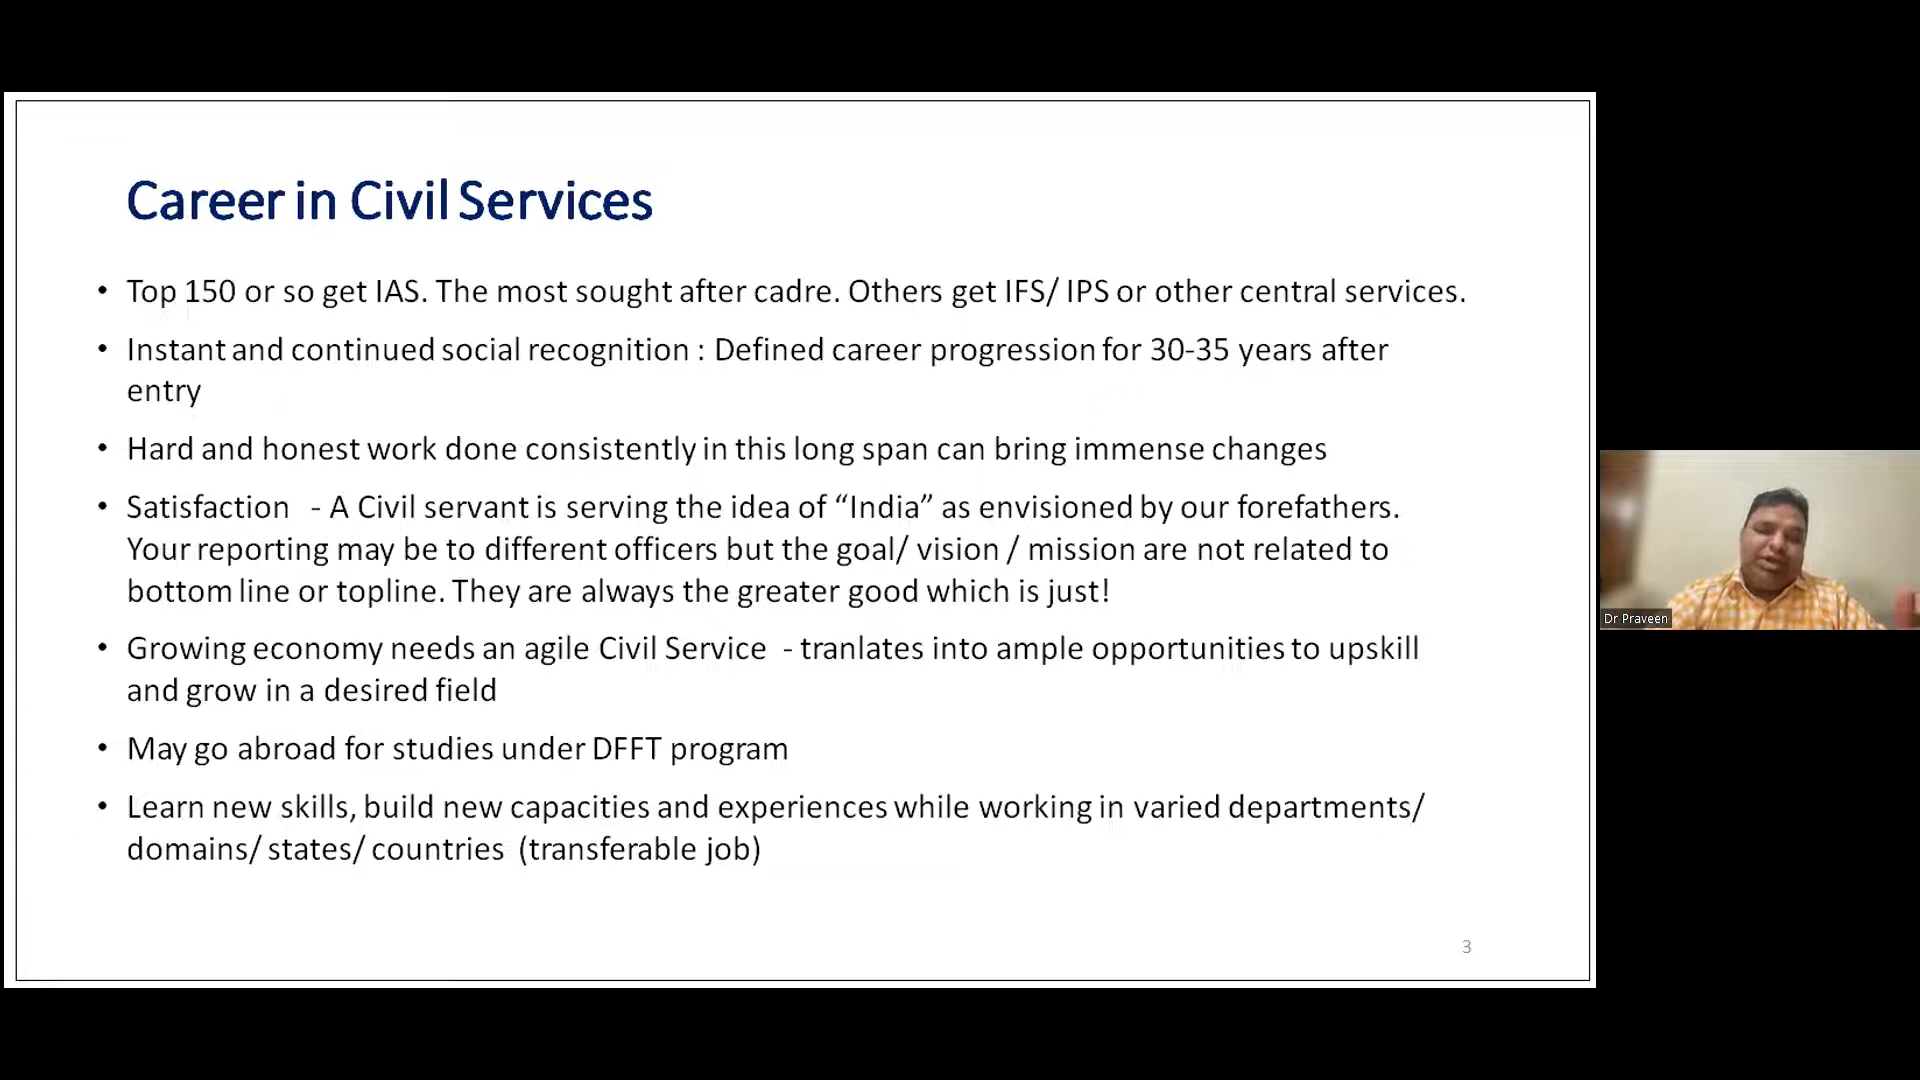 Career in Civil Services
• Top 150 or so get IAS. The most sought after cadre. Others get IFS/ IPS or other central services.
• Instant and continued social recognition : Defined career progression for 30-35 years after
entry
• Hard and honest work done consistently in this long span can bring immense changes
• Satisfaction - A Civil servant is serving the idea of “India” as envisioned by our forefathers.
Your reporting may be to different officers but the goal/ vision / mission are not related to
bottom line or topline. They are always the greater good which is just!
• Growing economy needs an agile Civil Service - tranlates into ample opportunities to upskill
and grow in a desired field
• May go abroad for studies under DFFT program
• Learn new skills, build new capacities and experiences while working in varied departments/
domains/ states/ countries (transferable job)
3
Dr Praveen